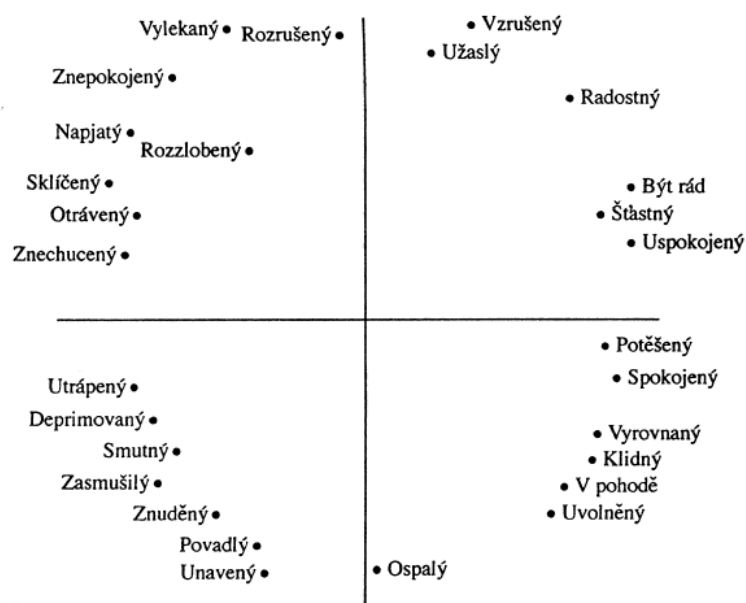 Vylekaný
Rozrušený
Vzrušený
Užaslý
Znepokojený
Radostný
Napjatý
Rozzlobený
Sklíčený
Být rád
Otrávený
Šťastný
Znechucený
Uspokojený
Potěšený
Utrápený
Spokojený
Deprimovaný
Vyrovnaný
Smutný
Klidný
Zasmušilý
V pohodě
Znuděný
Uvolněný
Povadlý
Unavený
Ospalý